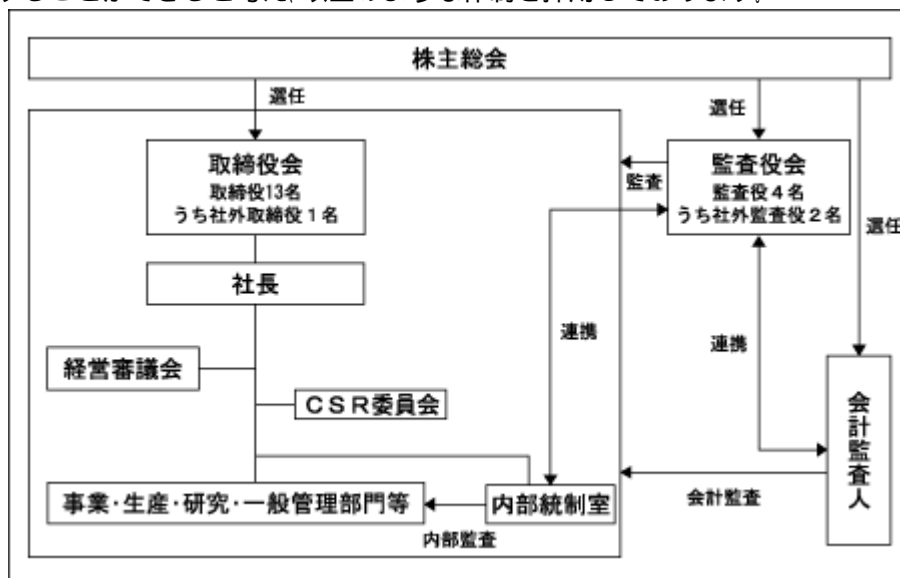 株主総会
選任
選任
取締役会
取締役13名
うち社外取締役1名
監査
監査役会
監査役4名
うち社外監査役2名
選任
社長
連携
連携
経営審議会
CSR委員会
会計監査人
事業・生産・研究・一般管理部門等
内部統制室
会計監査
内部監査